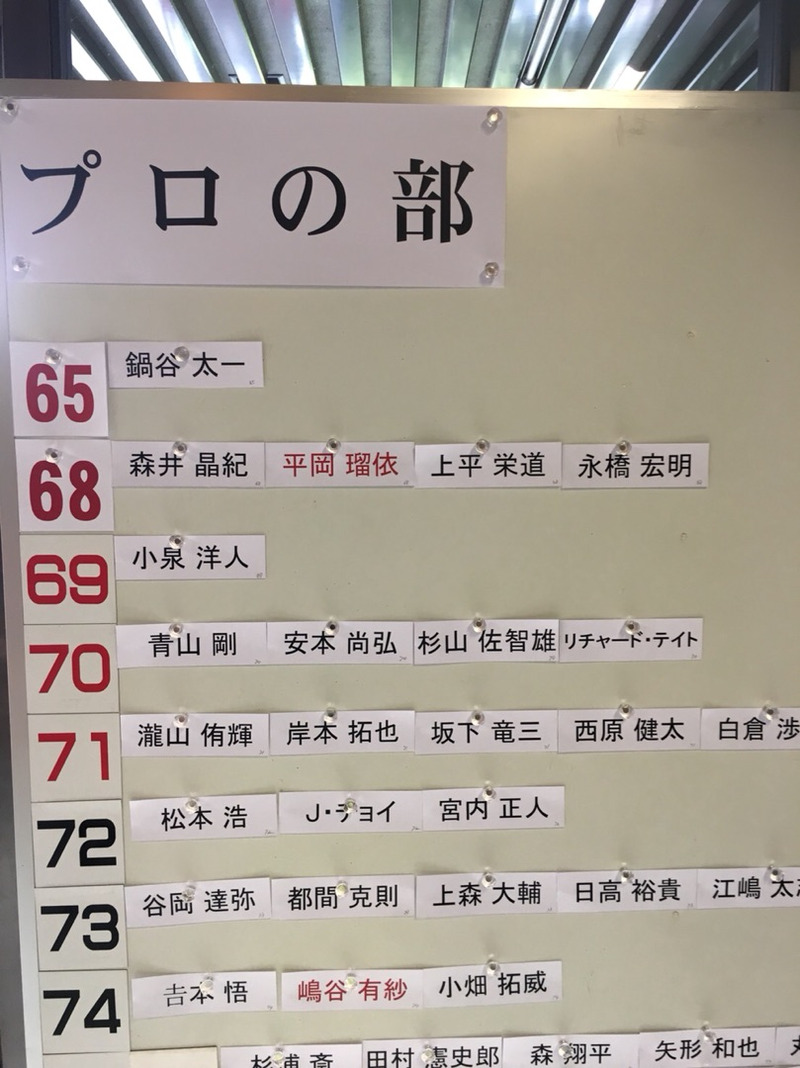 プロの部
65 鍋谷 太一
68 森井 晶紀 平岡 瑠依 上平 栄道 永橋 宏明
69 小泉 洋人
70 青山 剛 安本 尚弘 杉山 佐智雄 リチャード・テイト
71 瀧山 侑輝 岸本 拓也 坂下 竜三 西原 健太 白倉 渉
72 松本 浩 J・チョイ 宮内 正人
73 谷岡 達弥 都間 克則 上森 大輔 日高 裕貴 江嶋 太
74 𠮷本 悟 嶋谷 有紗 小畑 拓威
杉浦 斎 田村 憲史郎 森 翔平 矢形 和也